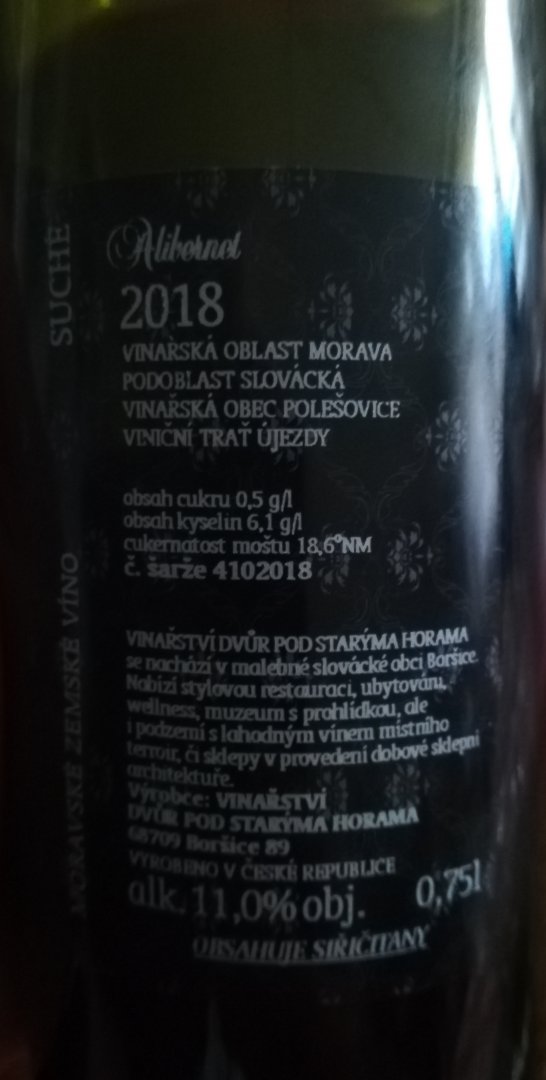 SUCHÉ
MORAVSKÉ ZEMSKÉ VÍNO
Alibernet
2018
VINAŘSKÁ OBLAST MORAVA
PODOBLAST SLOVÁCKÁ
VINAŘSKÁ OBEC POLEŠOVICE
VINIČNÍ TRAŤ ÚJEZDY
obsah cukru 0,5 g/l
obsah kyselin 6,1 g/l
cukernatost moštu 18,6°NM
č. šarže 4102018
VINAŘSTVÍ DVŮR POD STARÝMA HORAMA
se nachází v malebné slovácké obci Boršice.
Nabízí stylovou restauraci, ubytování,
wellness, muzeum s prohlídkou, ale
i podzemí s lahodným vínem místního
terroir, či sklepy v provedení dobové sklepní
architektuře.
Výrobce: VINAŘSTVÍ
DVŮR POD STARÝMA HORAMA
68709 Boršice 89
VYROBENO V ČESKÉ REPUBLICE
alk. 11,0% obj. 0,75l
OBSAHUJE SIŘIČITANY